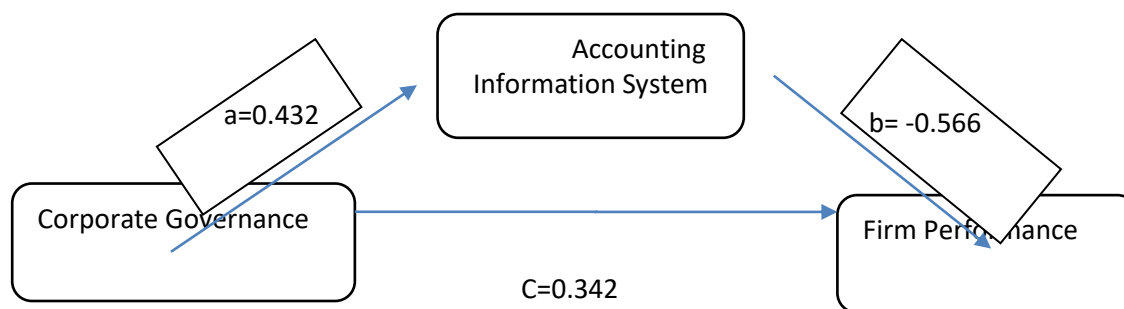 Accounting
Information System
a=0.432
b= -0.566
Corporate Governance
Firm Performance
C=0.342